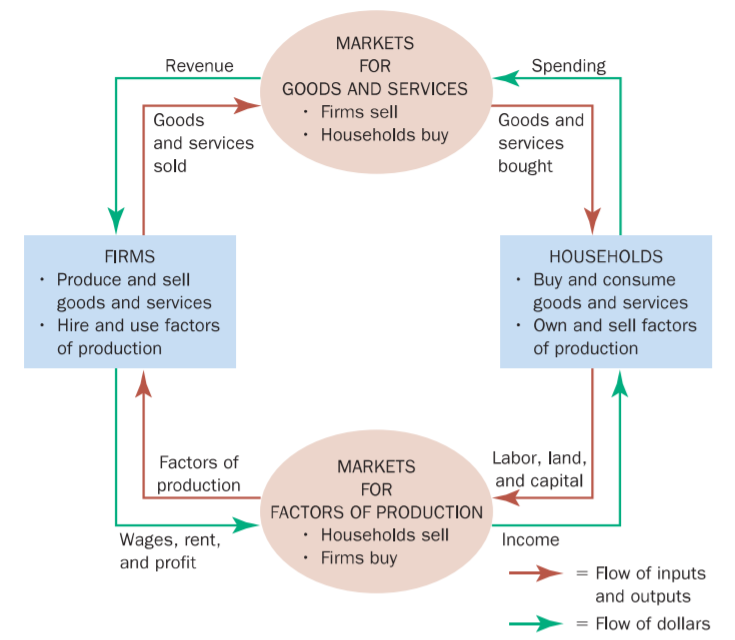 MARKETS
FOR
GOODS AND SERVICES
• Firms sell
• Households buy
Revenue
Spending
Goods
and services
sold
Goods and
services
bought
FIRMS
• Produce and sell
goods and services
• Hire and use factors
of production
HOUSEHOLDS
• Buy and consume
goods and services
• Own and sell factors
of production
Factors of
production
Labor, land,
and capital
MARKETS
FOR
FACTORS OF PRODUCTION
• Households sell
• Firms buy
Wages, rent,
and profit
Income
= Flow of inputs
and outputs
= Flow of dollars